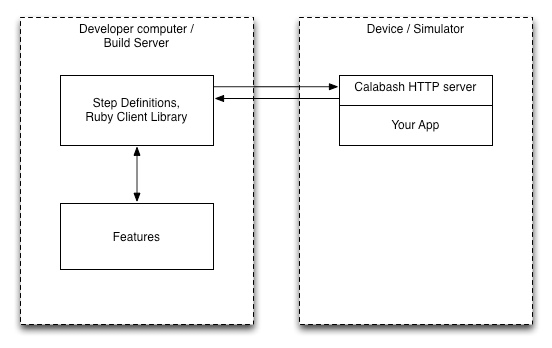 Developer computer /
Build Server
Step Definitions,
Ruby Client Library
Features
Device / Simulator
Calabash HTTP server
Your App